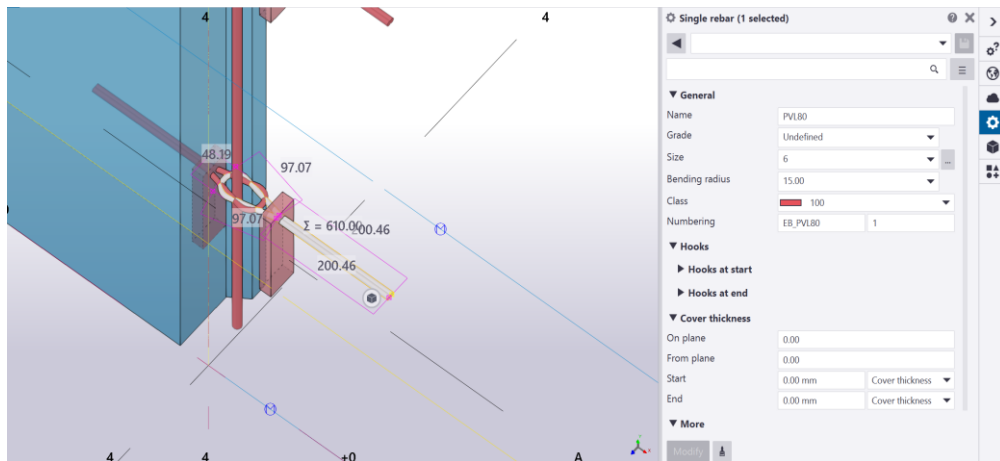 4
4
48.19
97.07
97.07
Σ = 610.00
200.46
200.46
M
M
4
4
+0
A
Single rebar (1 selected)
General
Name PVL80
Grade Undefined
Size 6 ...
Bending radius 15.00
Class 100
Numbering EB_PVL80 1
Hooks
Hooks at start
Hooks at end
Cover thickness
On plane 0.00
From plane 0.00
Start 0.00 mm Cover thickness
End 0.00 mm Cover thickness
More
Modify